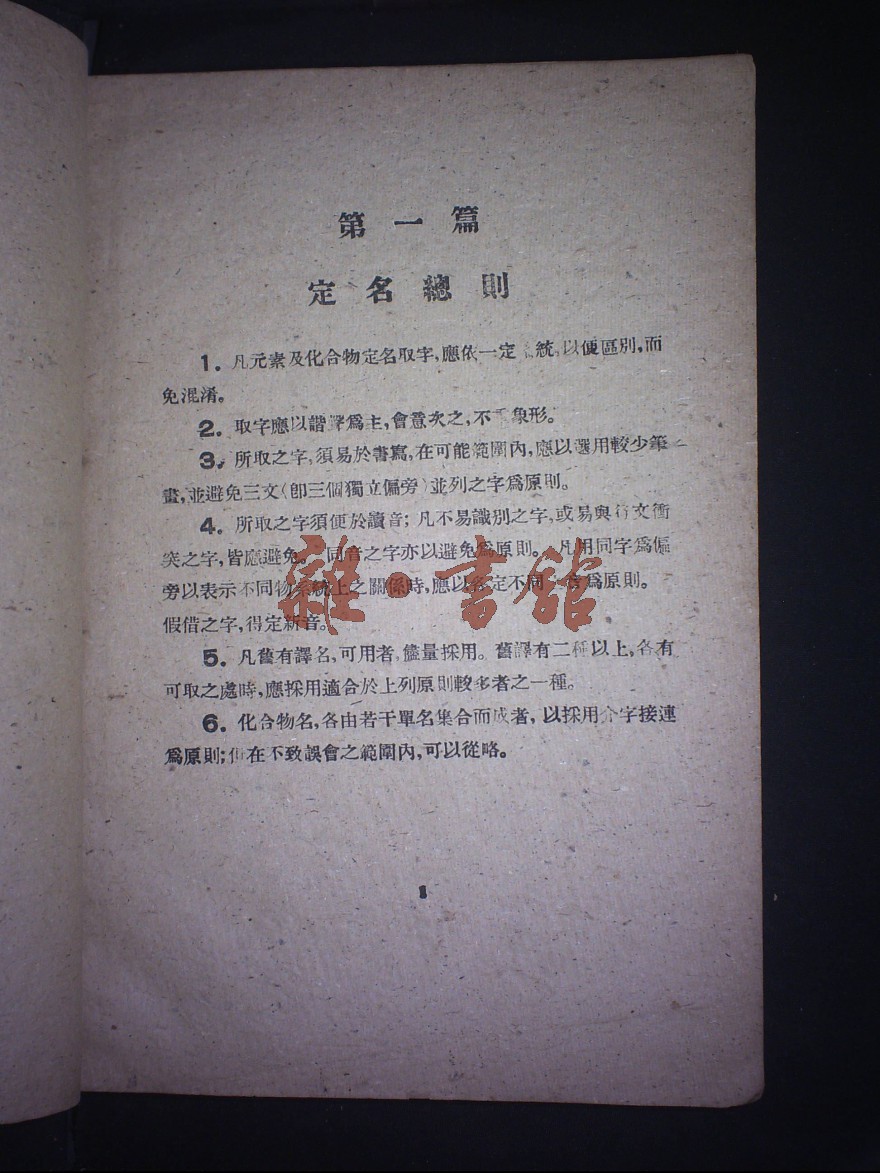 第一篇
定名總則
1. 凡元素及化合物定名取字,應依一定 統,以便區別,而
免混淆。
2. 取字應以諧聲爲主,會意次之,不 象形。
3. 所取之字,須易於書寫,在可能範圍內,應以選用較少筆
畫,並避免三文(卽三個獨立偏旁)並列之字爲原則。
4. 所取之字須便於讀音; 凡不易識別之字,或易與 文衝
突之字,皆應避免。 同音之字亦以避免爲原則。 凡用同字爲偏
旁以表示不同物系統上之關係時,應以各定不同 音爲原則。
假借之字,得定新音。
5. 凡舊有譯名,可用者,儘量採用。舊譯有二種以上,各有
可取之處時,應採用適合於上列原則較多者之一種。
6. 化合物名,各由若干單名集合而成者, 以採用介字接連
爲原則; 在不致誤會之範圍內,可以從略。
雜·書館
1